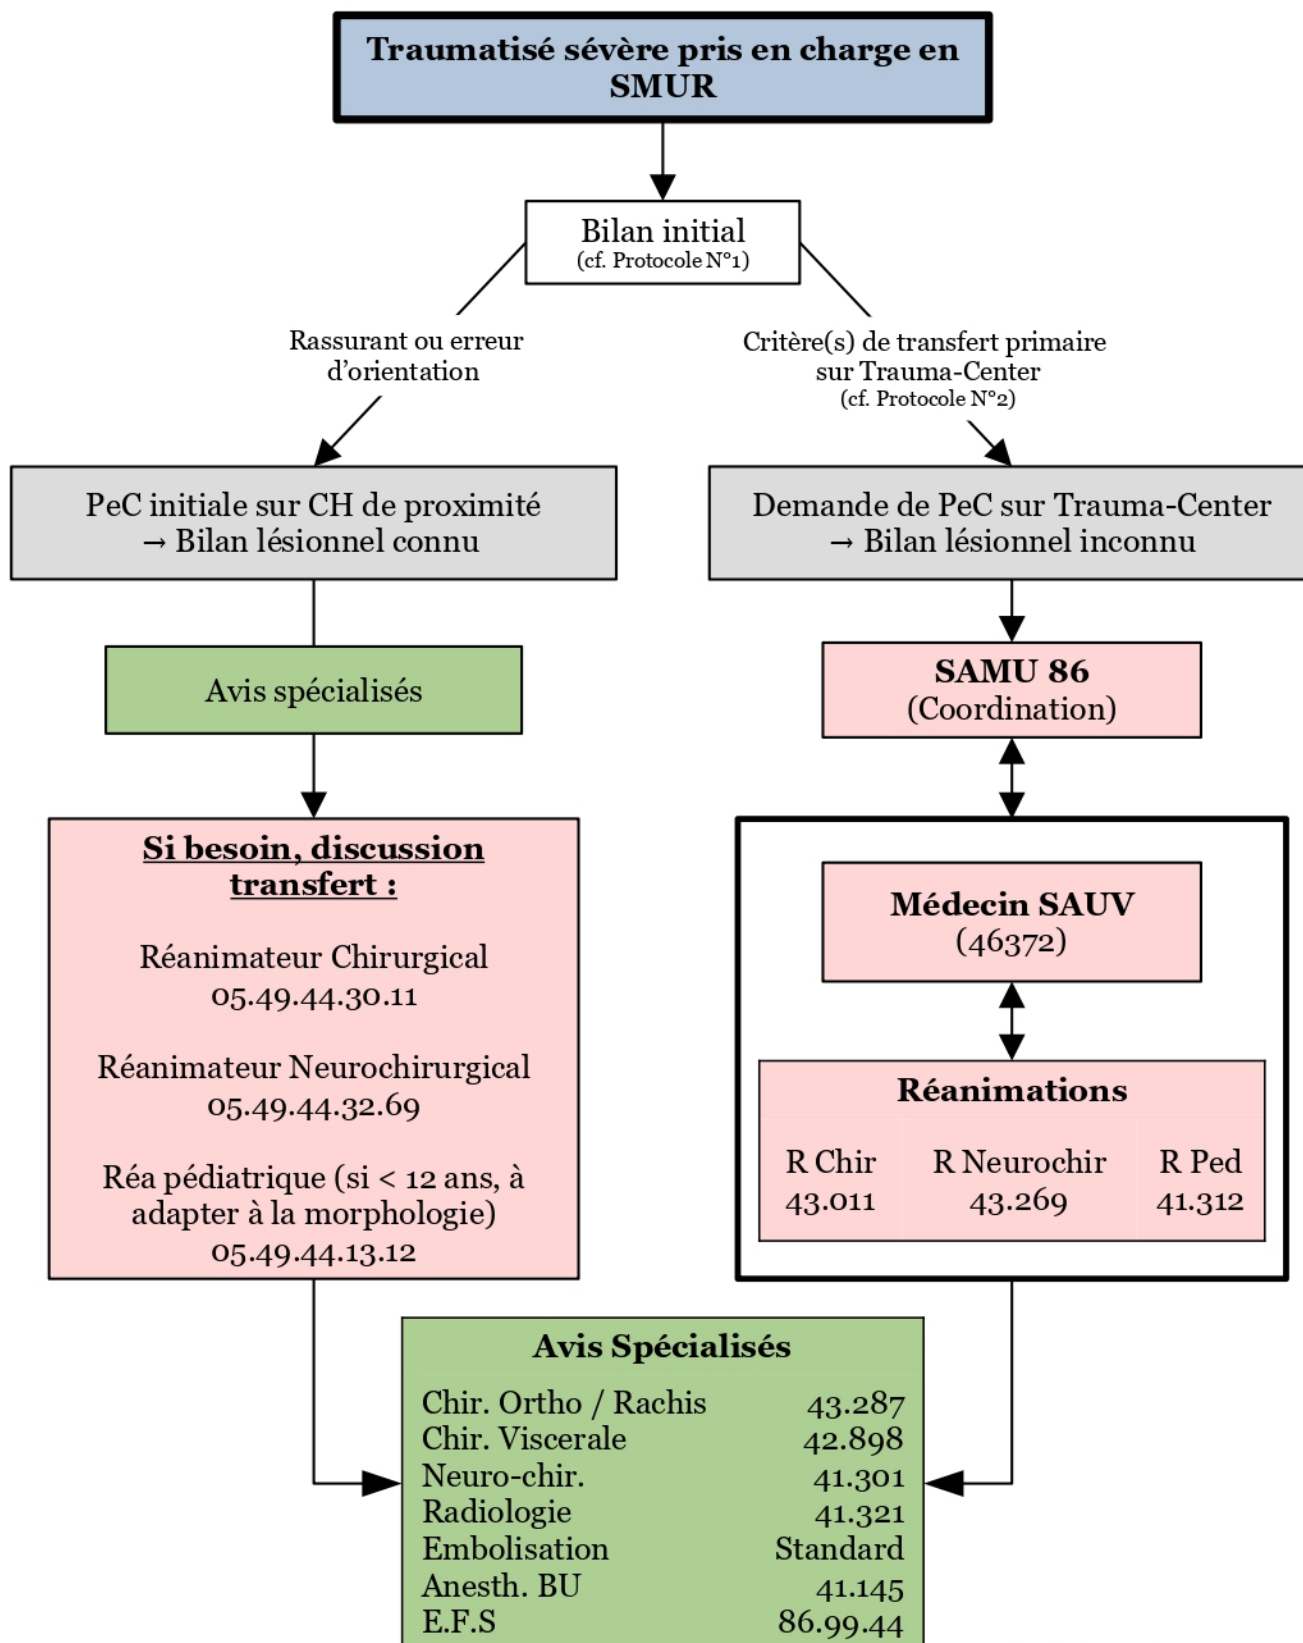 Traumatisé sévère pris en charge en
SMUR
Bilan initial
(cf. Protocole N°1)
Rassurant ou erreur
d'orientation
Critère(s) de transfert primaire
sur Trauma-Center
(cf. Protocole N°2)
PeC initiale sur CH de proximité
→ Bilan lésionnel connu
Demande de PeC sur Trauma-Center
→ Bilan lésionnel inconnu
Avis spécialisés
SAMU 86
(Coordination)
Si besoin, discussion
transfert :
Réanimateur Chirurgical
05.49.44.30.11
Réanimateur Neurochirurgical
05.49.44.32.69
Réa pédiatrique (si < 12 ans, à
adapter à la morphologie)
05.49.44.13.12
Médecin SAUV
(46372)
Réanimations
R Chir R Neurochir R Ped
43.011 43.269 41.312
Avis Spécialisés
Chir. Ortho / Rachis 43.287
Chir. Viscerale 42.898
Neuro-chir. 41.301
Radiologie 41.321
Embolisation Standard
Anesth. BU 41.145
E.F.S 86.99.44